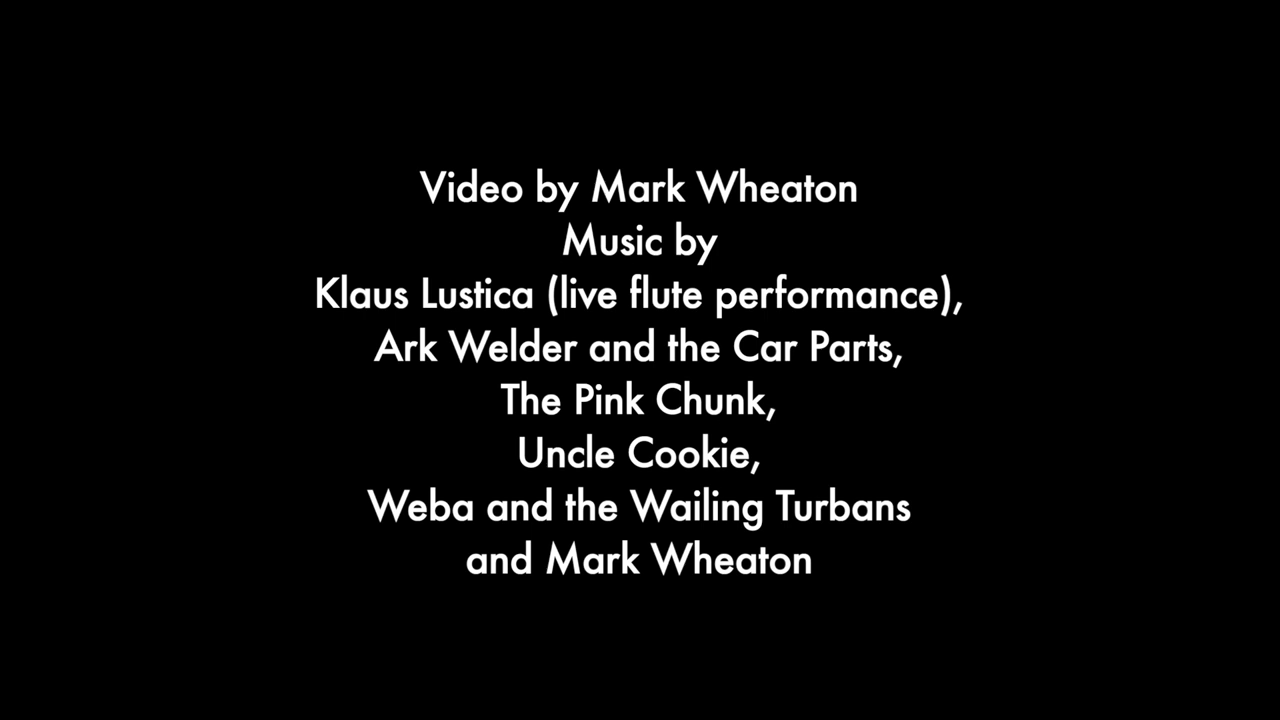 Video by Mark Wheaton
Music by
Klaus Lustica (live flute performance),
Ark Welder and the Car Parts,
The Pink Chunk,
Uncle Cookie,
Weba and the Wailing Turbans
and Mark Wheaton